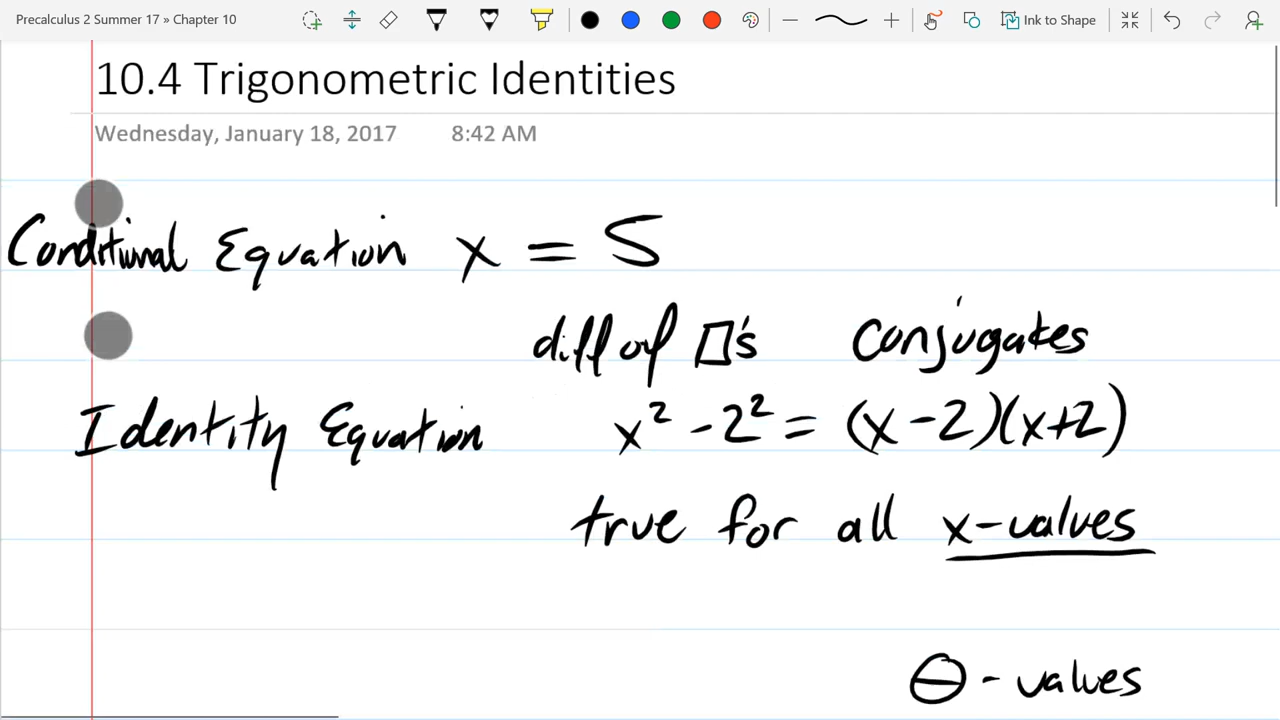 Precalculus 2 Summer 17 » Chapter 10
Ink to Shape
10.4 Trigonometric Identities
Wednesday, January 18, 2017 8:42 AM
Conditional Equation x = 5
diff of □'s conjugates
Identity Equation x² - 2² = (x - 2)(x+2)
true for all x-values
θ - values